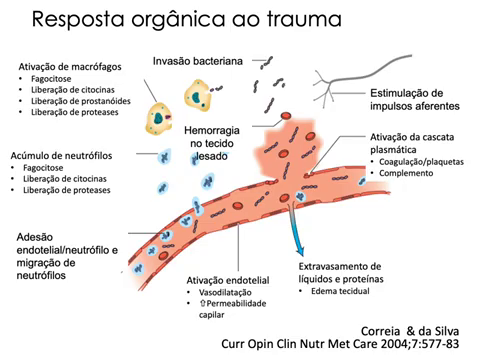 Resposta orgânica ao trauma
Ativação de macrófagos
• Fagocitose
• Liberação de citocinas
• Liberação de prostanóides
• Liberação de proteases
Invasão bacteriana
Estimulação de
impulsos aferentes
Hemorragia
no tecido
lesado
Ativação da cascata
plasmática
• Coagulação/plaquetas
• Complemento
Acúmulo de neutrófilos
• Fagocitose
• Liberação de citocinas
• Liberação de proteases
Adesão
endotelial/neutrófilo e
migração de
neutrófilos
Ativação endotelial
• Vasodilatação
• ⇧Permeabilidade
capilar
Extravasamento de
líquidos e proteínas
• Edema tecidual
Correia & da Silva
Curr Opin Clin Nutr Met Care 2004;7:577-83